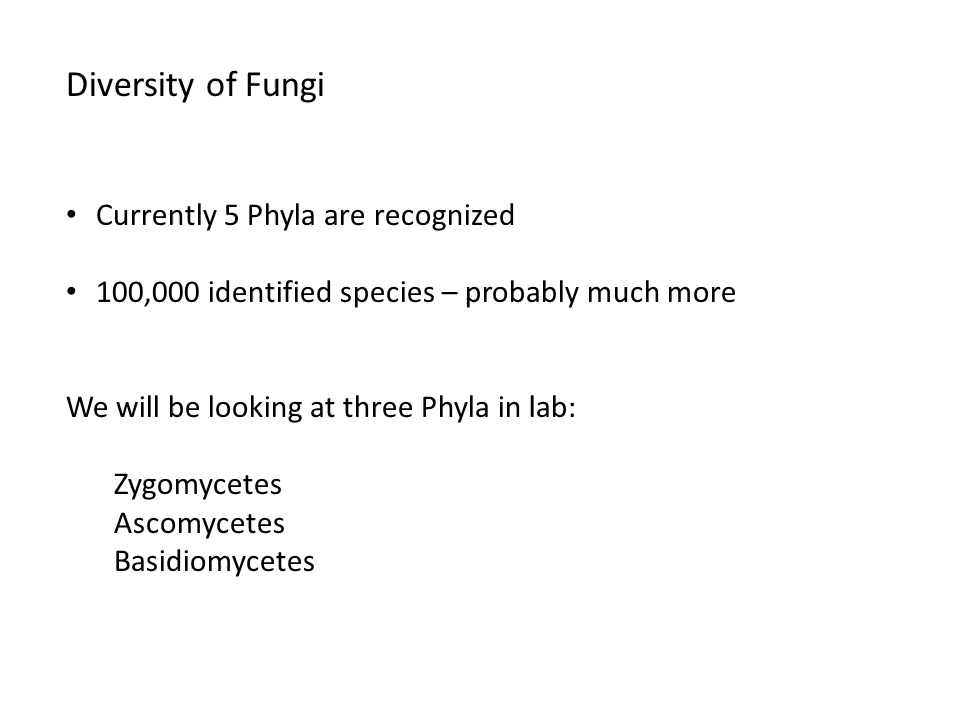 Diversity of Fungi
• Currently 5 Phyla are recognized
• 100,000 identified species – probably much more
We will be looking at three Phyla in lab:
Zygomycetes
Ascomycetes
Basidiomycetes